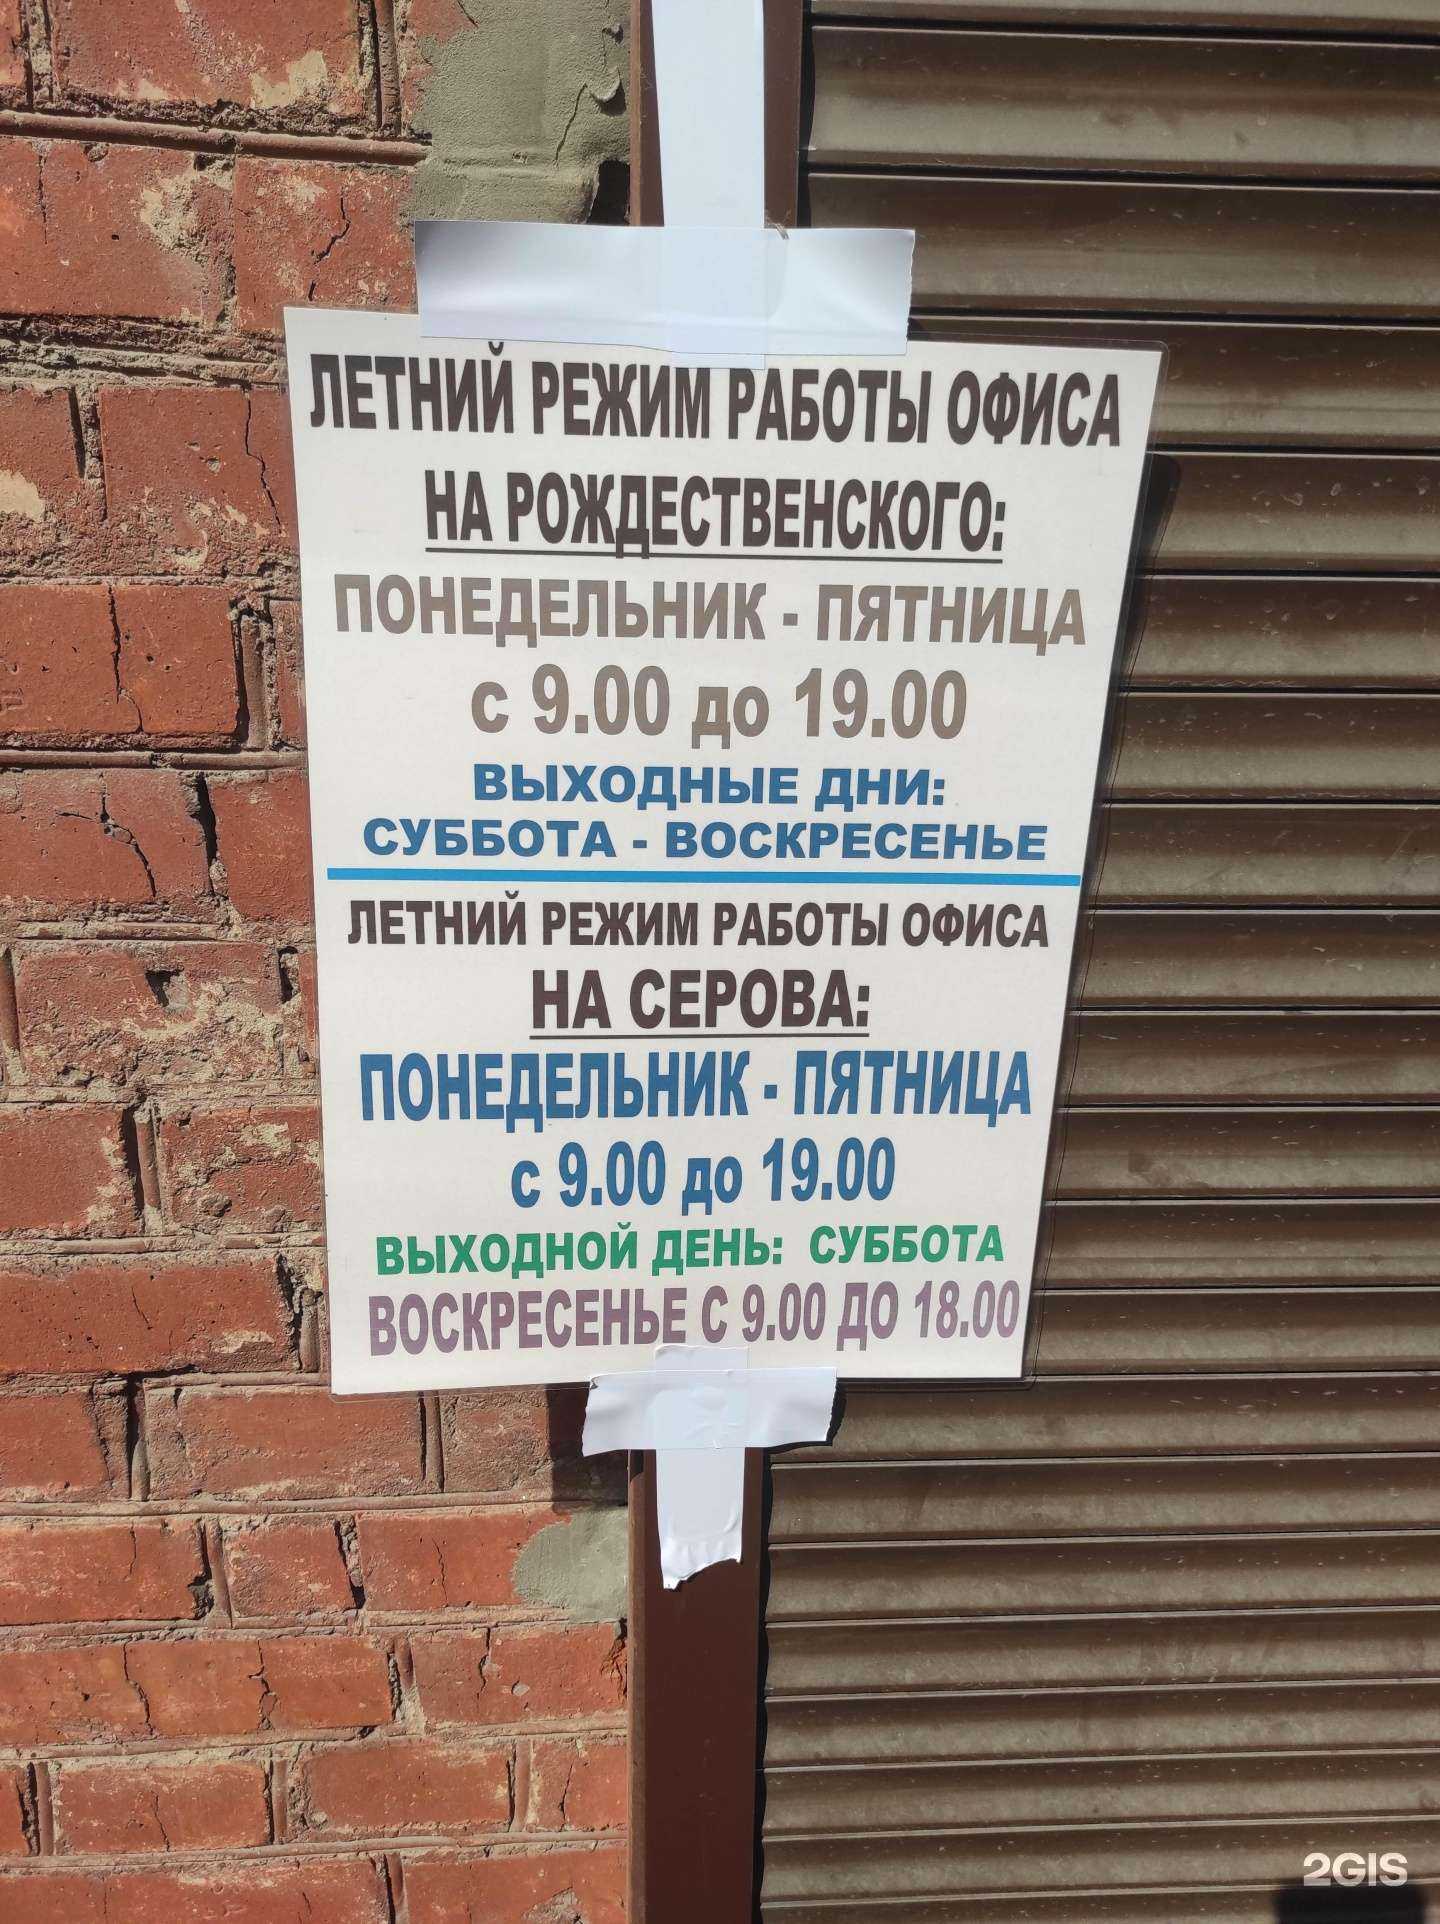 ЛЕТНИЙ РЕЖИМ РАБОТЫ ОФИСА
НА РОЖДЕСТВЕНСКОГО:
ПОНЕДЕЛЬНИК - ПЯТНИЦА
с 9.00 до 19.00
ВЫХОДНЫЕ ДНИ:
СУББОТА - ВОСКРЕСЕНЬЕ
ЛЕТНИЙ РЕЖИМ РАБОТЫ ОФИСА
НА СЕРОВА:
ПОНЕДЕЛЬНИК - ПЯТНИЦА
с 9.00 до 19.00
ВЫХОДНОЙ ДЕНЬ: СУББОТА
ВОСКРЕСЕНЬЕ С 9.00 ДО 18.00
2GIS